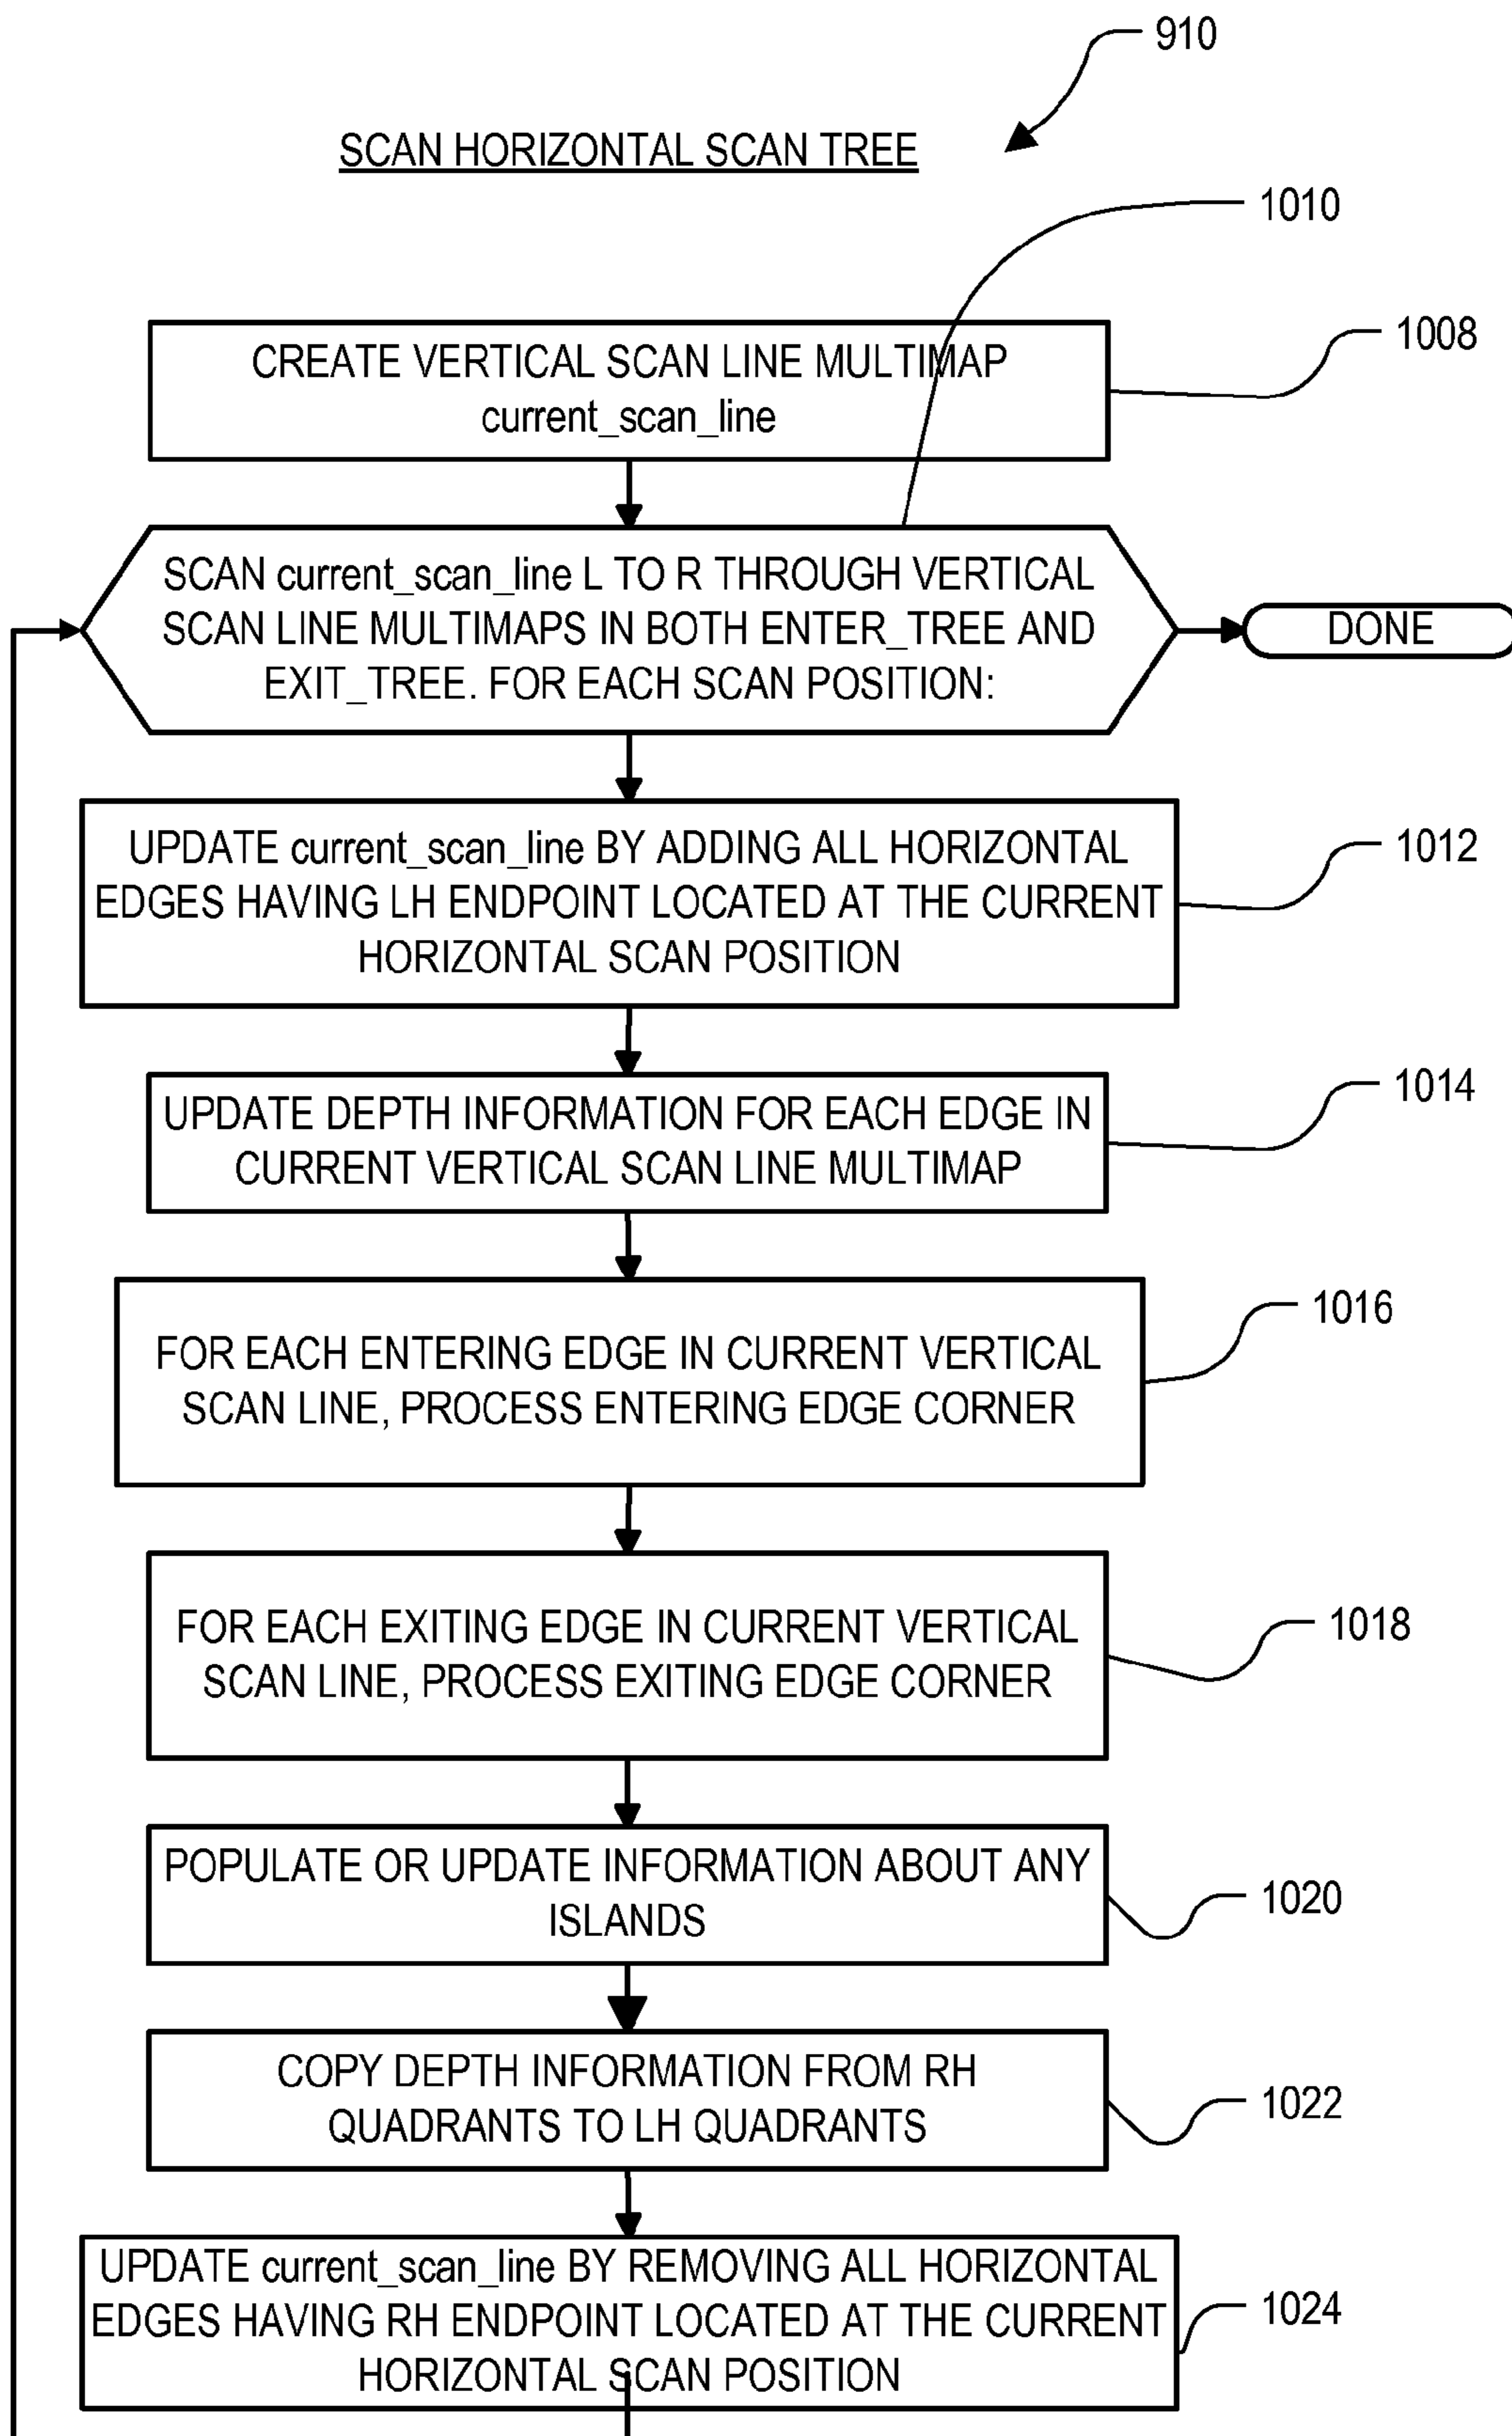 910
SCAN HORIZONTAL SCAN TREE
1010
CREATE VERTICAL SCAN LINE MULTIMAP
current_scan_line
1008
SCAN current_scan_line L TO R THROUGH VERTICAL
SCAN LINE MULTIMAPS IN BOTH ENTER_TREE AND
EXIT_TREE. FOR EACH SCAN POSITION:
DONE
UPDATE current_scan_line BY ADDING ALL HORIZONTAL
EDGES HAVING LH ENDPOINT LOCATED AT THE CURRENT
HORIZONTAL SCAN POSITION
1012
UPDATE DEPTH INFORMATION FOR EACH EDGE IN
CURRENT VERTICAL SCAN LINE MULTIMAP
1014
FOR EACH ENTERING EDGE IN CURRENT VERTICAL
SCAN LINE, PROCESS ENTERING EDGE CORNER
1016
FOR EACH EXITING EDGE IN CURRENT VERTICAL
SCAN LINE, PROCESS EXITING EDGE CORNER
1018
POPULATE OR UPDATE INFORMATION ABOUT ANY
ISLANDS
1020
COPY DEPTH INFORMATION FROM RH
QUADRANTS TO LH QUADRANTS
1022
UPDATE current_scan_line BY REMOVING ALL HORIZONTAL
EDGES HAVING RH ENDPOINT LOCATED AT THE CURRENT
HORIZONTAL SCAN POSITION
1024